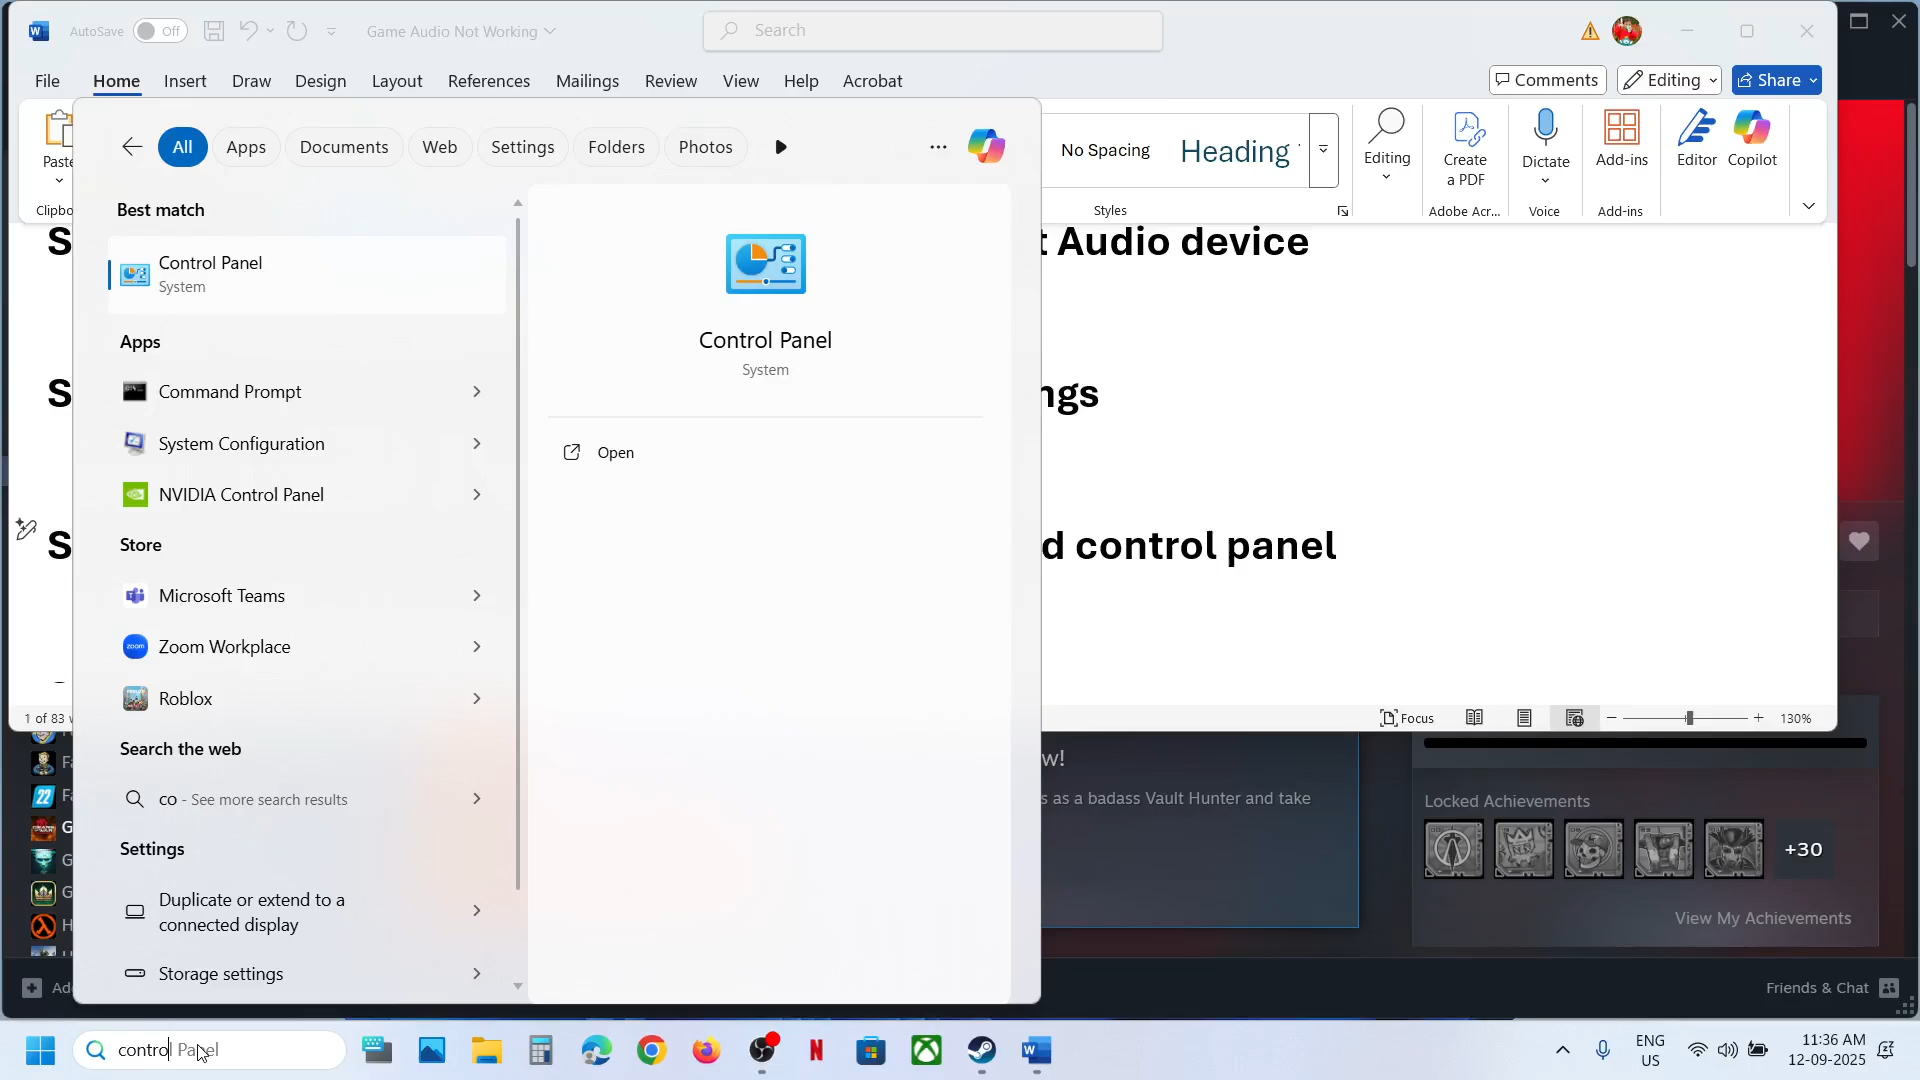 AutoSave Off Game Audio Not Working Search
File Home Insert Draw Design Layout References Mailings Review View Help Acrobat Comments Editing Share
Paste
Clipbo
No Spacing Heading
Editing
Create
a PDF
Dictate
Add-ins
Editor
Copilot
Styles Adobe Acr... Voice Add-ins
All Apps Documents Web Settings Folders Photos
Best match
Control Panel
System
Apps
Command Prompt
System Configuration
NVIDIA Control Panel
Store
Microsoft Teams
Zoom Workplace
Roblox
Search the web
co - See more search results
Settings
Duplicate or extend to a
connected display
Storage settings
Control Panel
System
Open
S t Audio device
S ngs
S d control panel
1 of 83 w Focus 130%
w!
s as a badass Vault Hunter and take
Locked Achievements
+30
View My Achievements
Fa
Fa
G
G
G
H
Ad Friends & Chat
control Panel
ENG
US
11:36 AM
12-09-2025